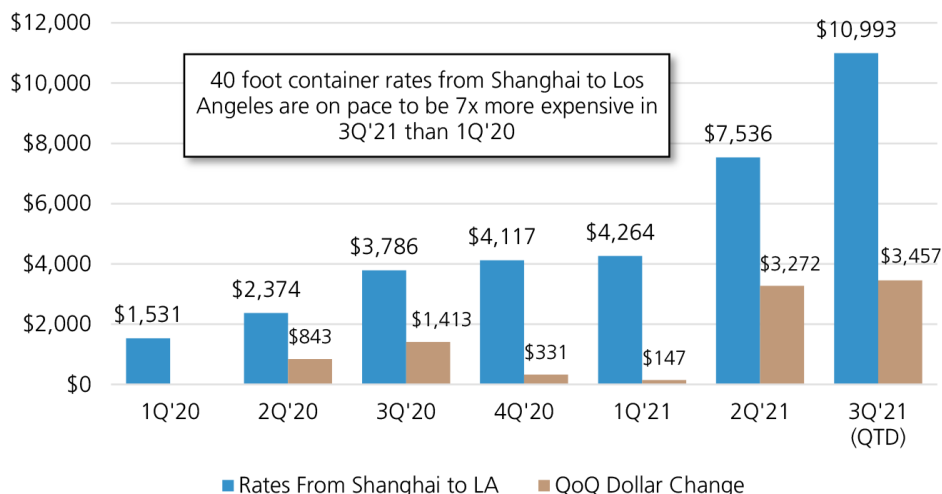 $12,000
$10,000
$8,000
$6,000
$4,000
$2,000
$0
40 foot container rates from Shanghai to Los
Angeles are on pace to be 7x more expensive in
3Q'21 than 1Q'20
$1,531
$2,374
$843
$3,786
$1,413
$4,117
$331
$4,264
$147
$7,536
$3,272
$10,993
$3,457
1Q'20
2Q'20
3Q'20
4Q'20
1Q'21
2Q'21
3Q'21
(QTD)
Rates From Shanghai to LA
QoQ Dollar Change